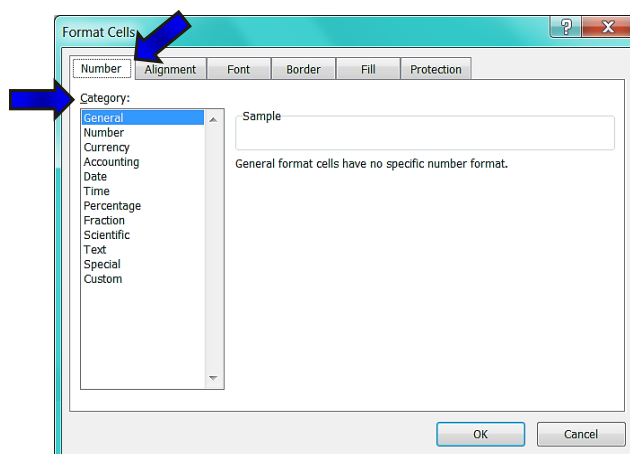 Format Cells
Number Alignment Font Border Fill Protection
Category:
General
Number
Currency
Accounting
Date
Time
Percentage
Fraction
Scientific
Text
Special
Custom
Sample
General format cells have no specific number format.
OK Cancel